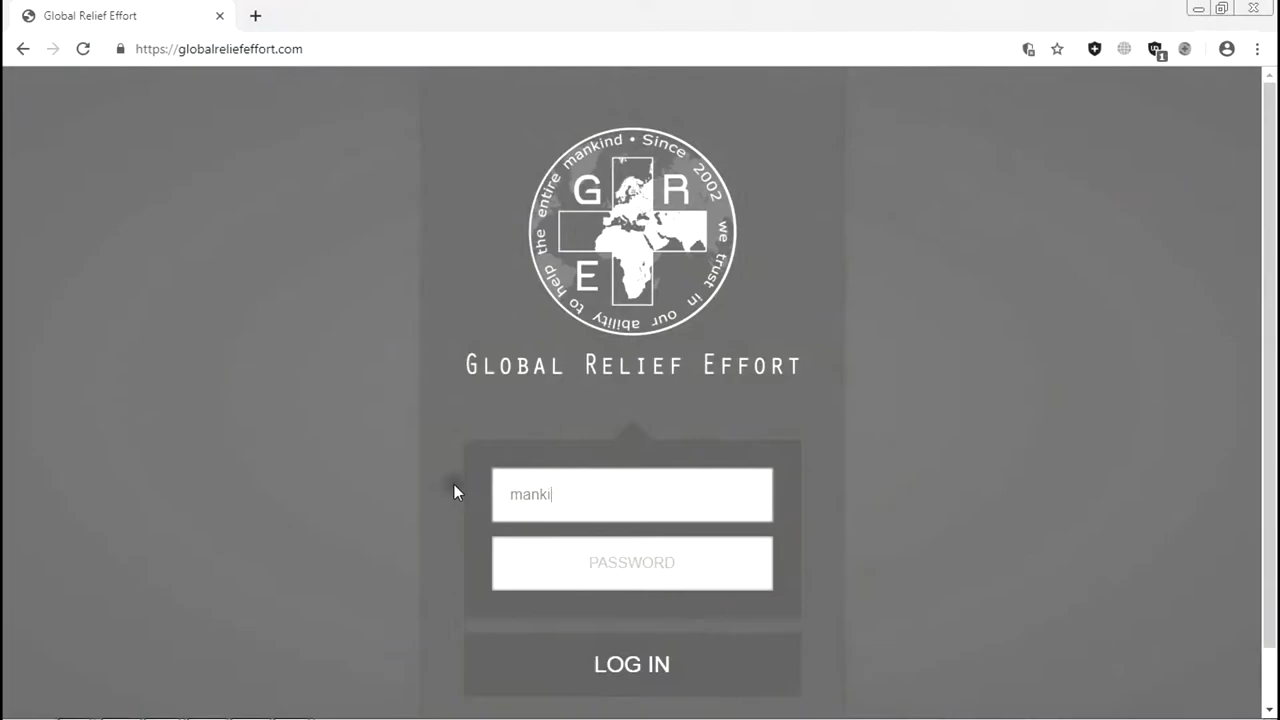 Global Relief Effort
https://globalreliefeffort.com
1
Since 2002 we trust in our ability to help the entire mankind •
G R
E
GLOBAL RELIEF EFFORT
manki
PASSWORD
LOG IN